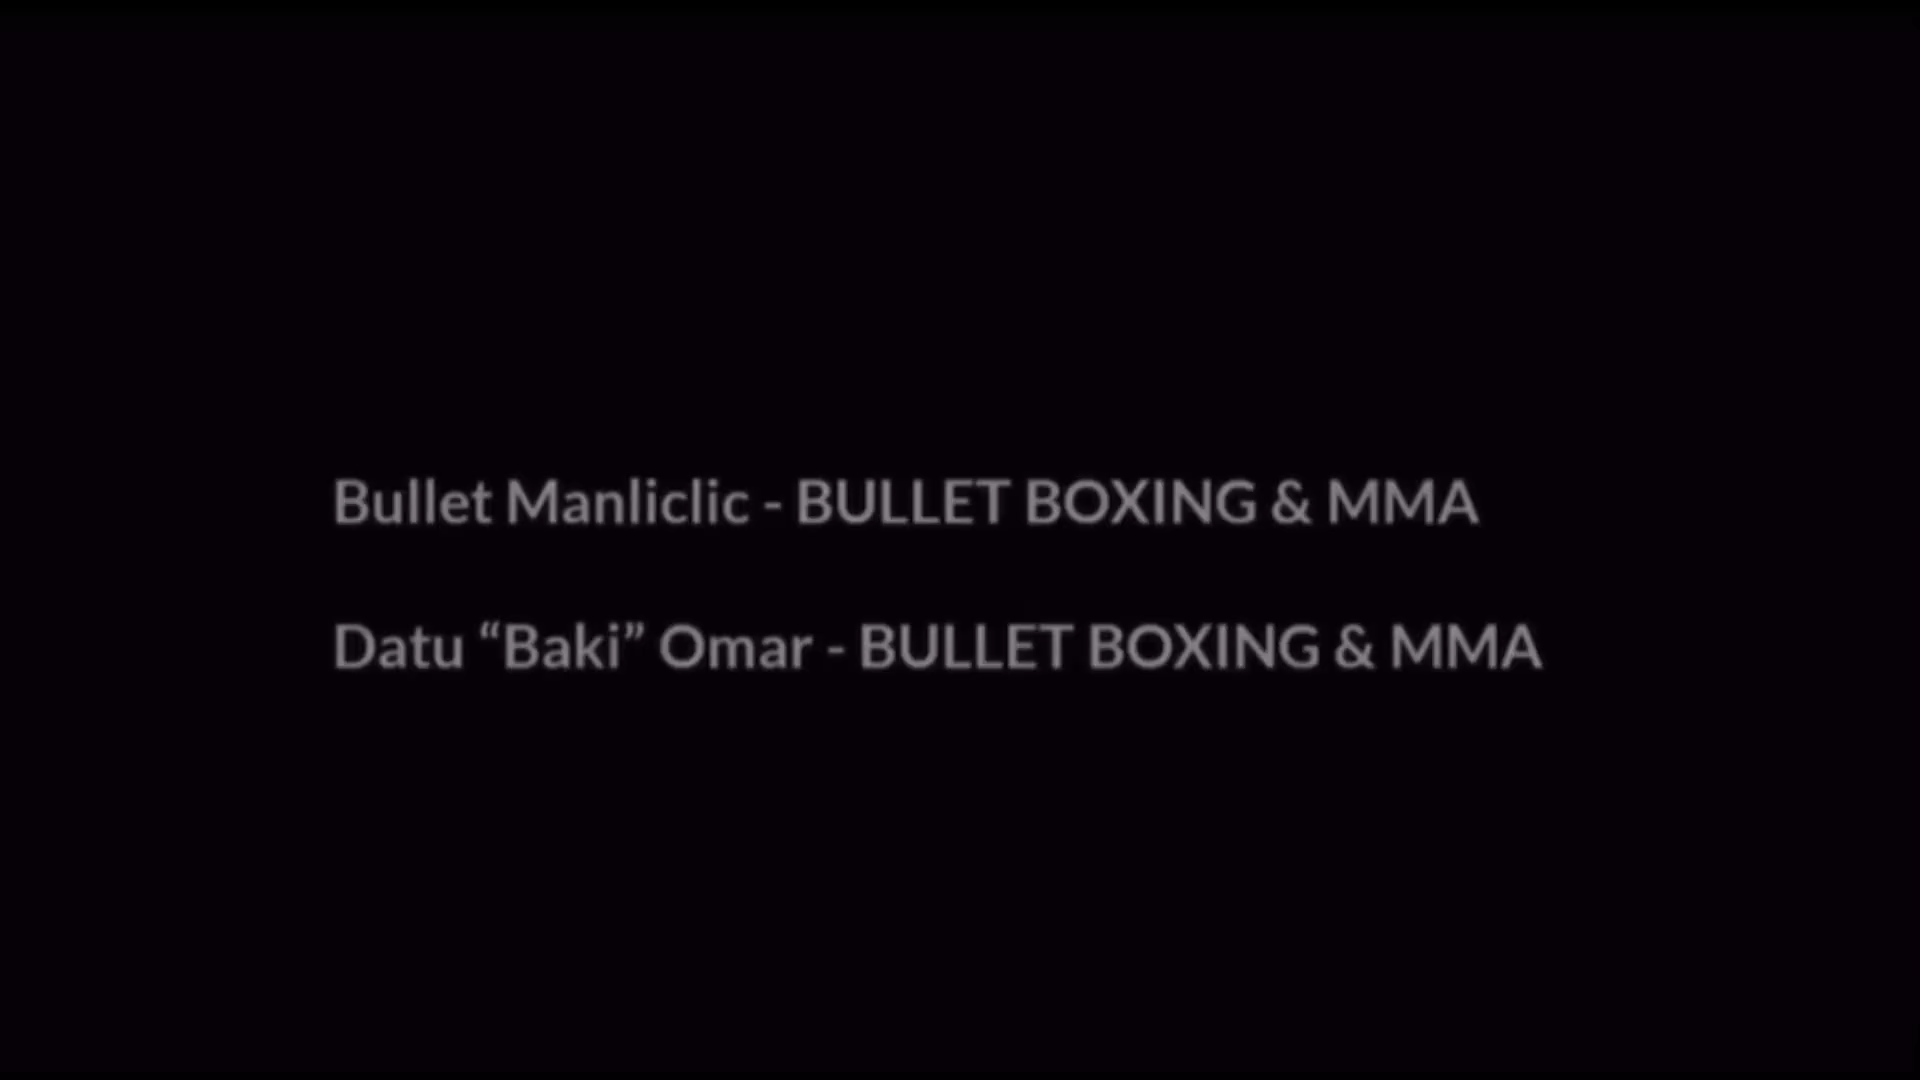 Bullet Manliclic - BULLET BOXING & MMA
Datu “Baki” Omar - BULLET BOXING & MMA